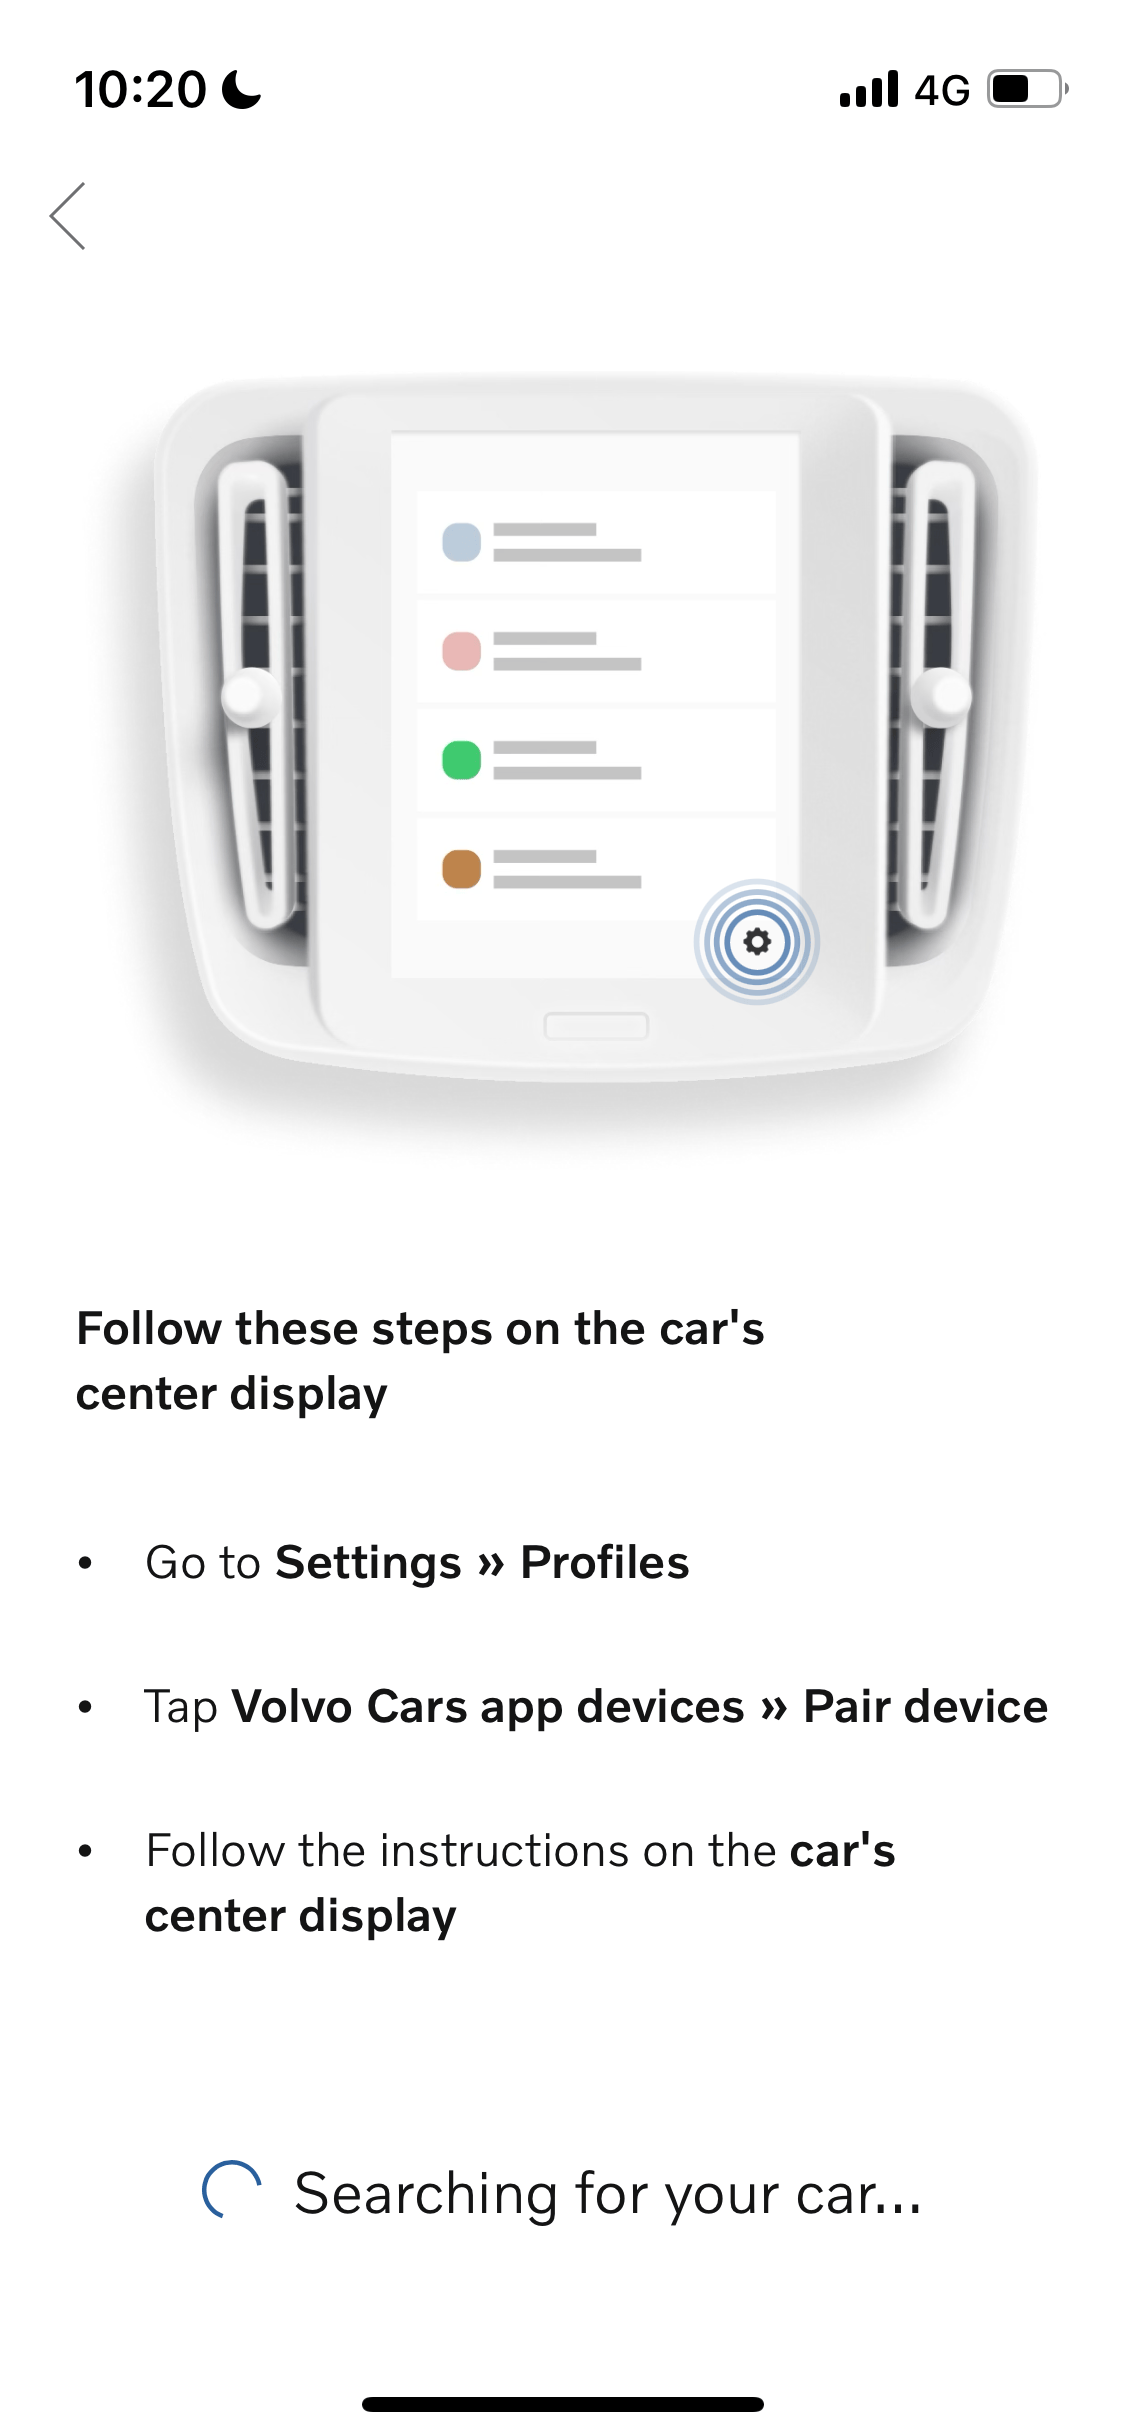 10:20
4G
Follow these steps on the car's
center display
• Go to Settings » Profiles
• Tap Volvo Cars app devices » Pair device
• Follow the instructions on the car's
center display
Searching for your car...